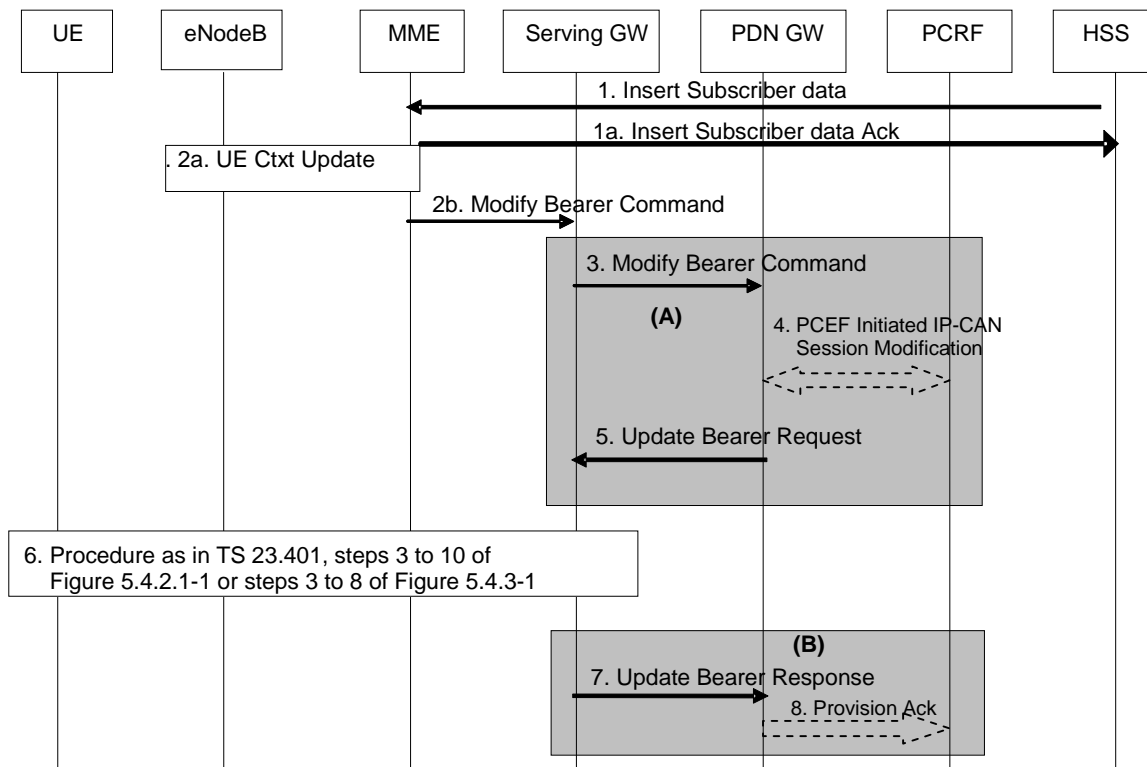 UE
eNodeB
MME
Serving GW
PDN GW
PCRF
HSS
1. Insert Subscriber data
1a. Insert Subscriber data Ack
. 2a. UE Ctxt Update
2b. Modify Bearer Command
3. Modify Bearer Command
(A)
4. PCEF Initiated IP-CAN
Session Modification
5. Update Bearer Request
6. Procedure as in TS 23.401, steps 3 to 10 of
Figure 5.4.2.1-1 or steps 3 to 8 of Figure 5.4.3-1
(B)
7. Update Bearer Response
8. Provision Ack